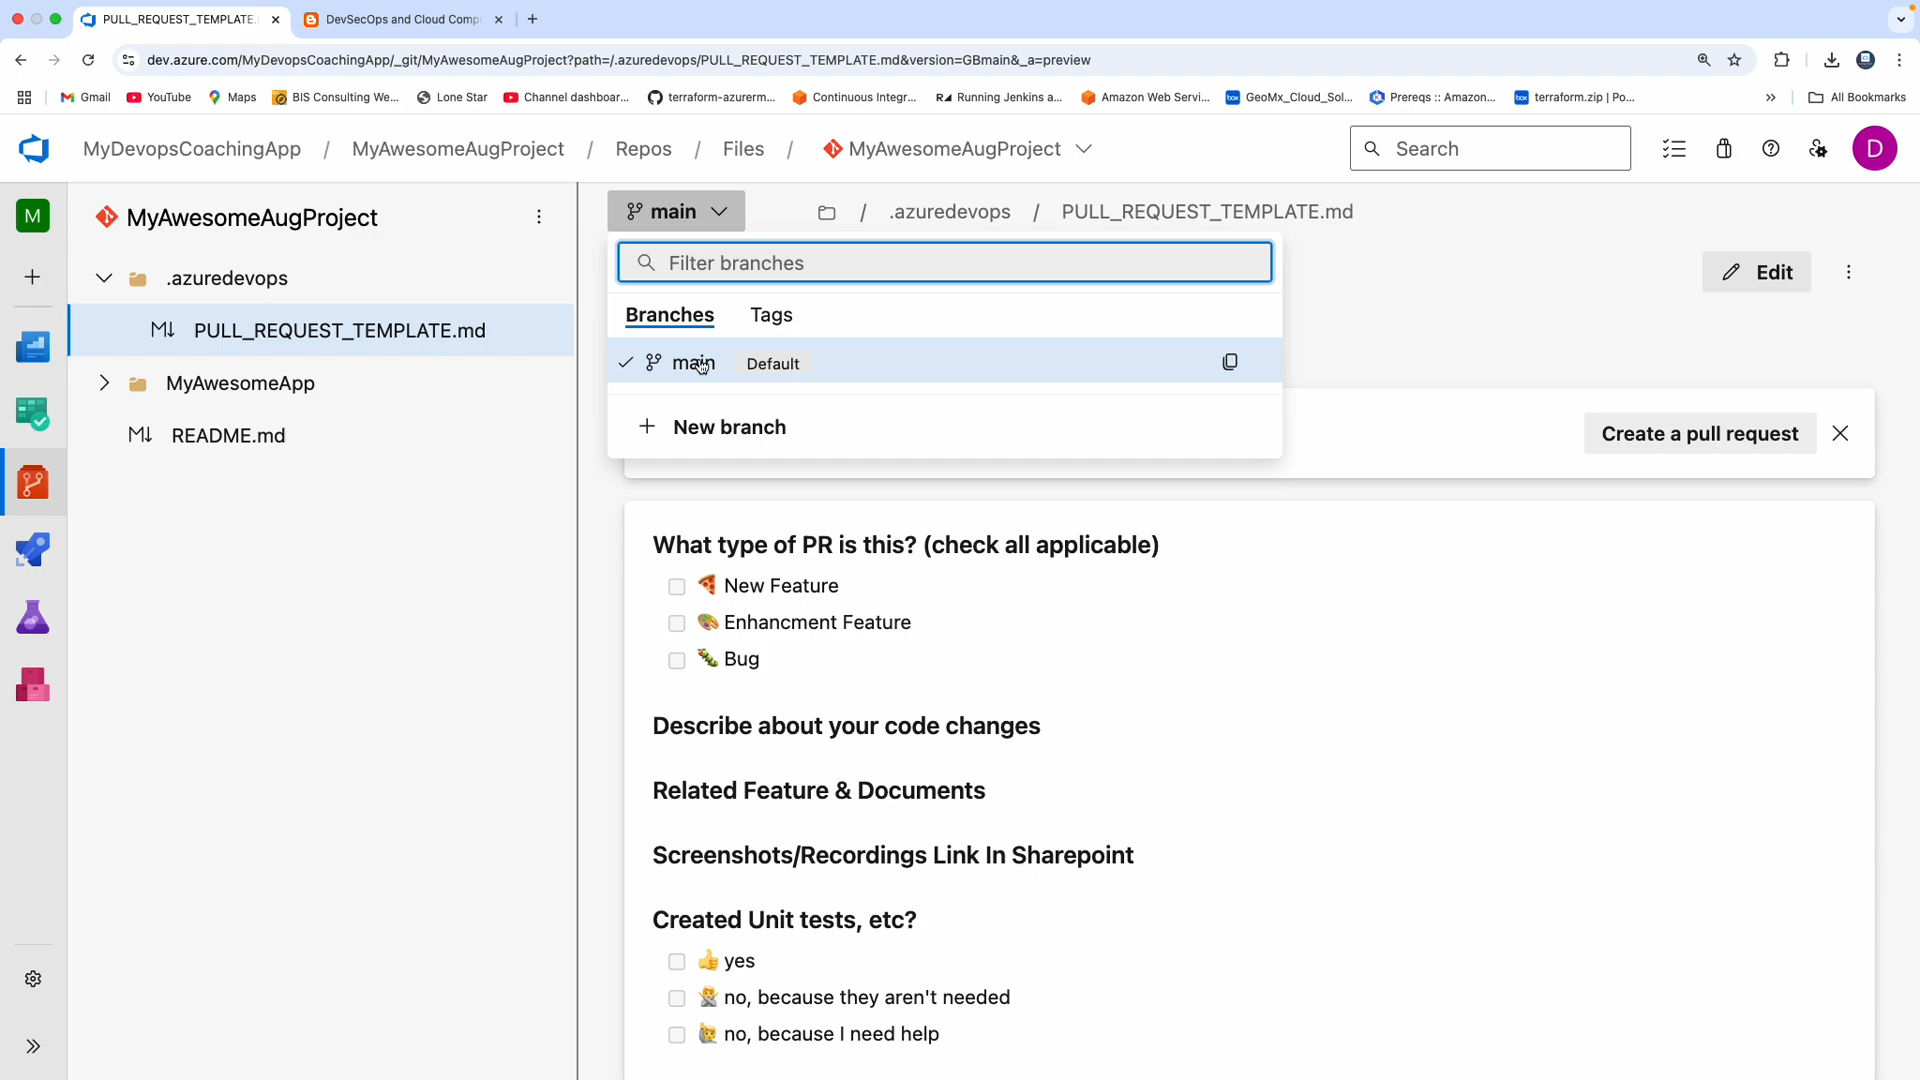 PULL_REQUEST_TEMPLATE.
DevSecOps and Cloud Comp
dev.azure.com/MyDevopsCoachingApp/_git/MyAwesomeAugProject?path=/.azuredevops/PULL_REQUEST_TEMPLATE.md&version=GBmain&_a=preview
Gmail
YouTube
Maps
BIS Consulting We...
Lone Star
Channel dashboar...
terraform-azurerm...
Continuous Integr...
Running Jenkins a...
Amazon Web Servi...
GeoMx_Cloud_Sol...
Prereqs :: Amazon...
terraform.zip | Po...
All Bookmarks
MyDevopsCoachingApp / MyAwesomeAugProject / Repos / Files / MyAwesomeAugProject
Search
D
M
MyAwesomeAugProject
.azuredevops
PULL_REQUEST_TEMPLATE.md
MyAwesomeApp
README.md
main
/ .azuredevops / PULL_REQUEST_TEMPLATE.md
Filter branches
Edit
Branches
Tags
main
Default
New branch
Create a pull request
What type of PR is this? (check all applicable)
🍕 New Feature
🎨 Enhancment Feature
🐛 Bug
Describe about your code changes
Related Feature & Documents
Screenshots/Recordings Link In Sharepoint
Created Unit tests, etc?
👍 yes
🙅 no, because they aren't needed
🙋 no, because I need help